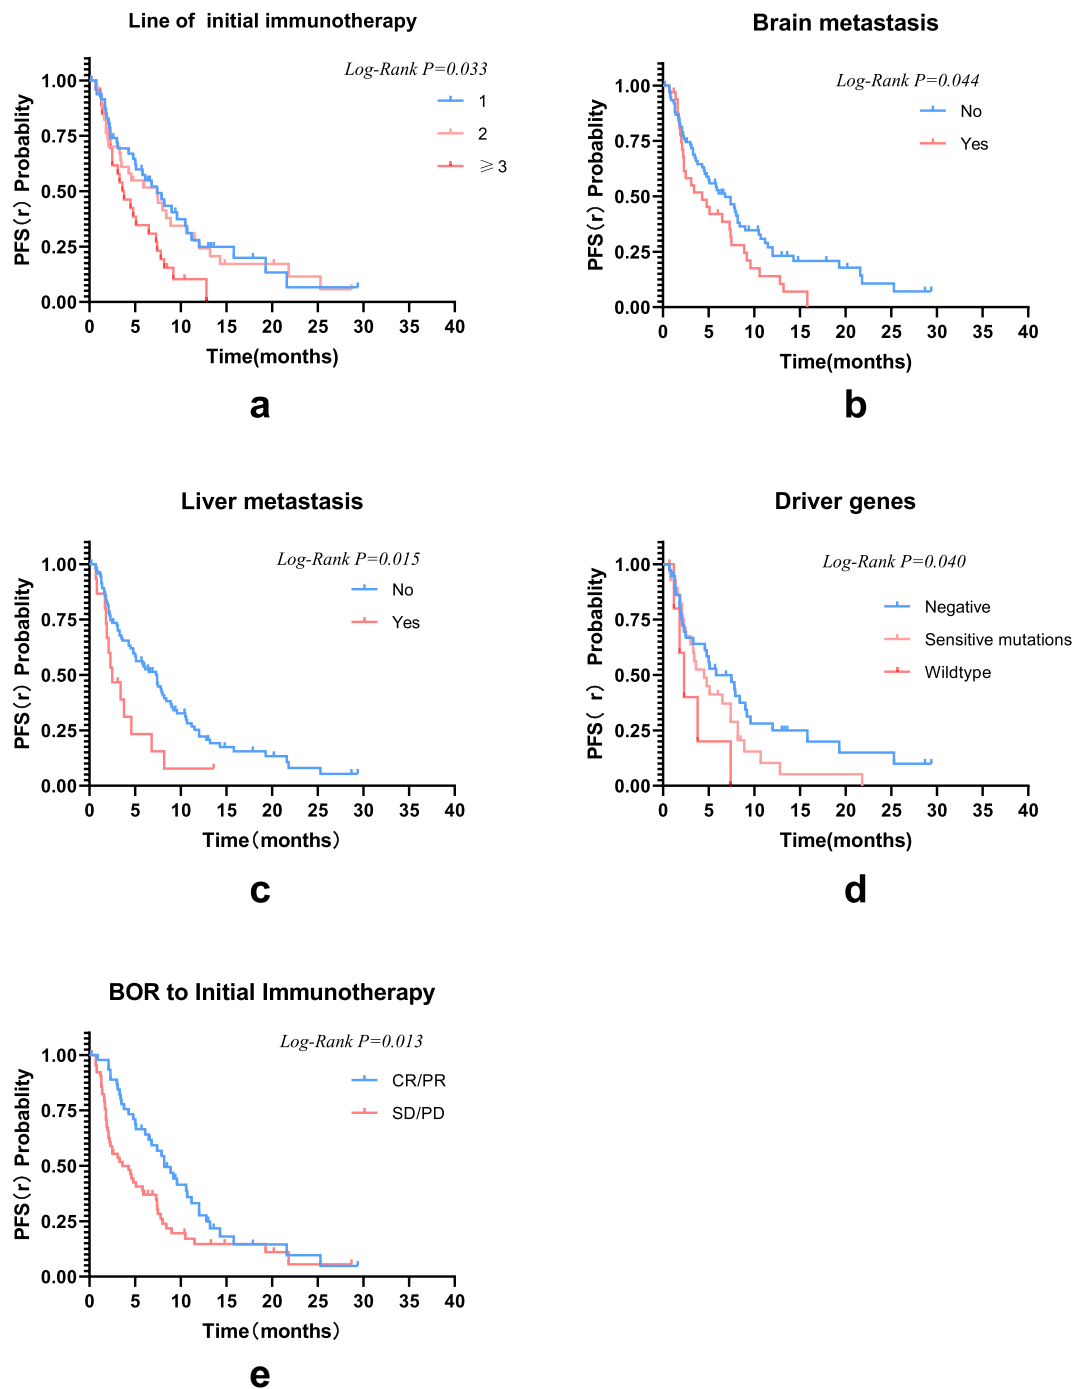 Line of  initial immunotherapy
Log-Rank P=0.033
1
2
≥3
PFS(r) Probablity
1.00
0.75
0.50
0.25
0.00
0 5 10 15 20 25 30 35 40
Time(months)
a
Brain metastasis
Log-Rank P=0.044
No
Yes
PFS(r) Probablity
1.00
0.75
0.50
0.25
0.00
0 5 10 15 20 25 30 35 40
Time(months)
b
Liver metastasis
Log-Rank P=0.015
No
Yes
PFS(r) Probablity
1.00
0.75
0.50
0.25
0.00
0 5 10 15 20 25 30 35 40
Time(months)
c
Driver genes
Log-Rank P=0.040
Negative
Sensitive mutations
Wildtype
PFS( r) Probablity
1.00
0.75
0.50
0.25
0.00
0 5 10 15 20 25 30 35 40
Time(months)
d
BOR to Initial Immunotherapy
Log-Rank P=0.013
CR/PR
SD/PD
PFS(r) Probablity
1.00
0.75
0.50
0.25
0.00
0 5 10 15 20 25 30 35 40
Time(months)
e